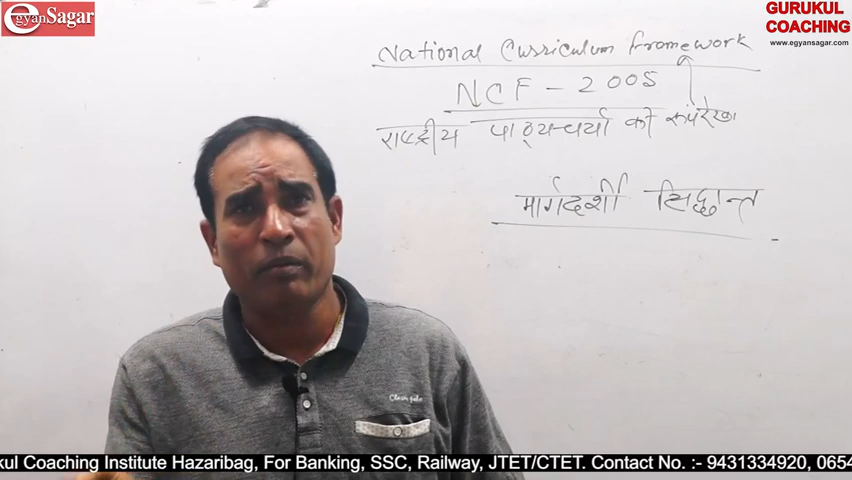 egyanSagar
GURUKUL
COACHING
www.egyansagar.com
National Curriculum Framework
NCF - 2005
राष्ट्रीय पाठ्यचर्या की रूपरेखा
मार्गदर्शी सिद्धान्त
kul Coaching Institute Hazaribag, For Banking, SSC, Railway, JTET/CTET. Contact No. :- 9431334920, 0654